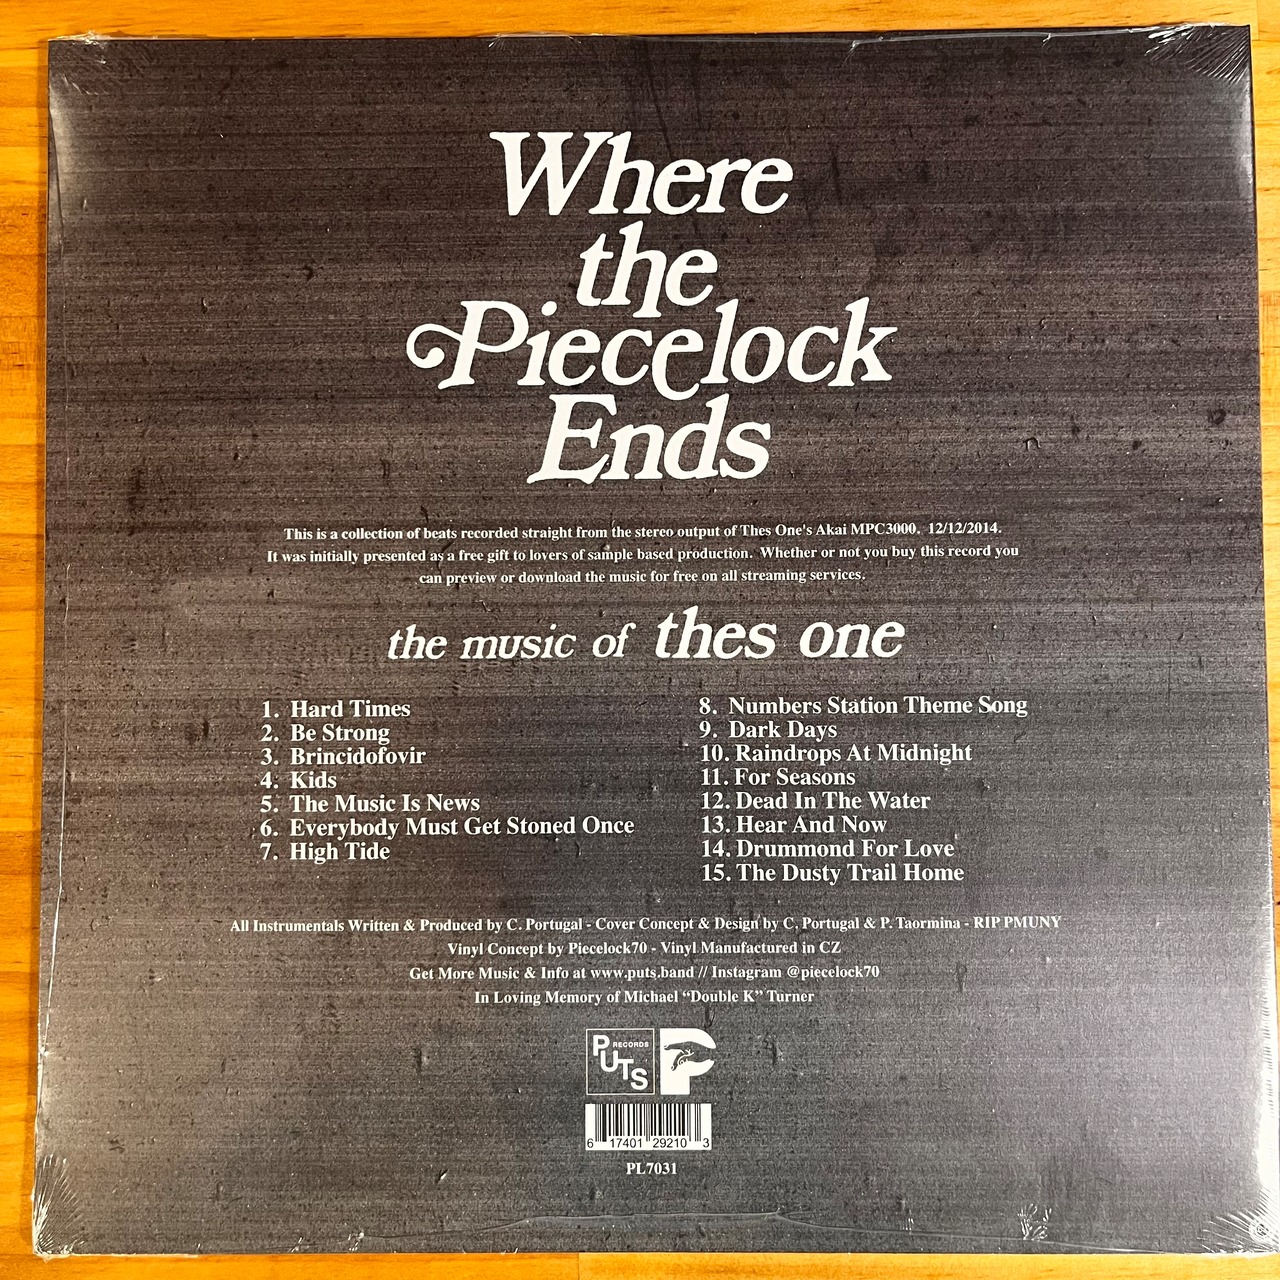 Where
the
Piecelock
Ends
This is a collection of beats recorded straight from the stereo output of Thes One's Akai MPC3000.  12/12/2014.
It was initially presented as a free gift to lovers of sample based production.  Whether or not you buy this record you
can preview or download the music for free on all streaming services.
the music of thes one
1. Hard Times
2. Be Strong
3. Brincidofovir
4. Kids
5. The Music Is News
6. Everybody Must Get Stoned Once
7. High Tide
8. Numbers Station Theme Song
9. Dark Days
10. Raindrops At Midnight
11. For Seasons
12. Dead In The Water
13. Hear And Now
14. Drummond For Love
15. The Dusty Trail Home
All Instrumentals Written & Produced by C. Portugal - Cover Concept & Design by C. Portugal & P. Taormina - RIP PMUNY
Vinyl Concept by Piecelock70 - Vinyl Manufactured in CZ
Get More Music & Info at www.puts.band // Instagram @piecelock70
In Loving Memory of Michael “Double K” Turner
PUTS RECORDS
P
6 17401 29210 3
PL7031